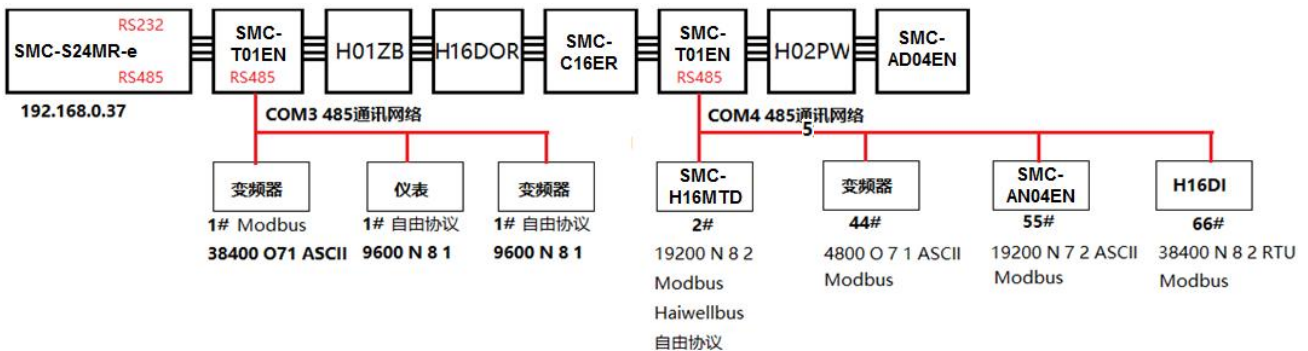 RS232
SMC-S24MR-e
RS485
SMC-
T01EN
RS485
H01ZB
H16DOR
SMC-
C16ER
SMC-
T01EN
RS485
H02PW
SMC-
AD04EN
192.168.0.37
COM3 485通讯网络
COM4 485通讯网络
5
变频器
仪表
变频器
SMC-
H16MTD
变频器
SMC-
AN04EN
H16DI
1# Modbus
38400 O71 ASCII
1# 自由协议
9600 N 8 1
1# 自由协议
9600 N 8 1
2#
19200 N 8 2
Modbus
Haiwellbus
自由协议
44#
4800 O 7 1 ASCII
Modbus
55#
19200 N 7 2 ASCII
Modbus
66#
38400 N 8 2 RTU
Modbus